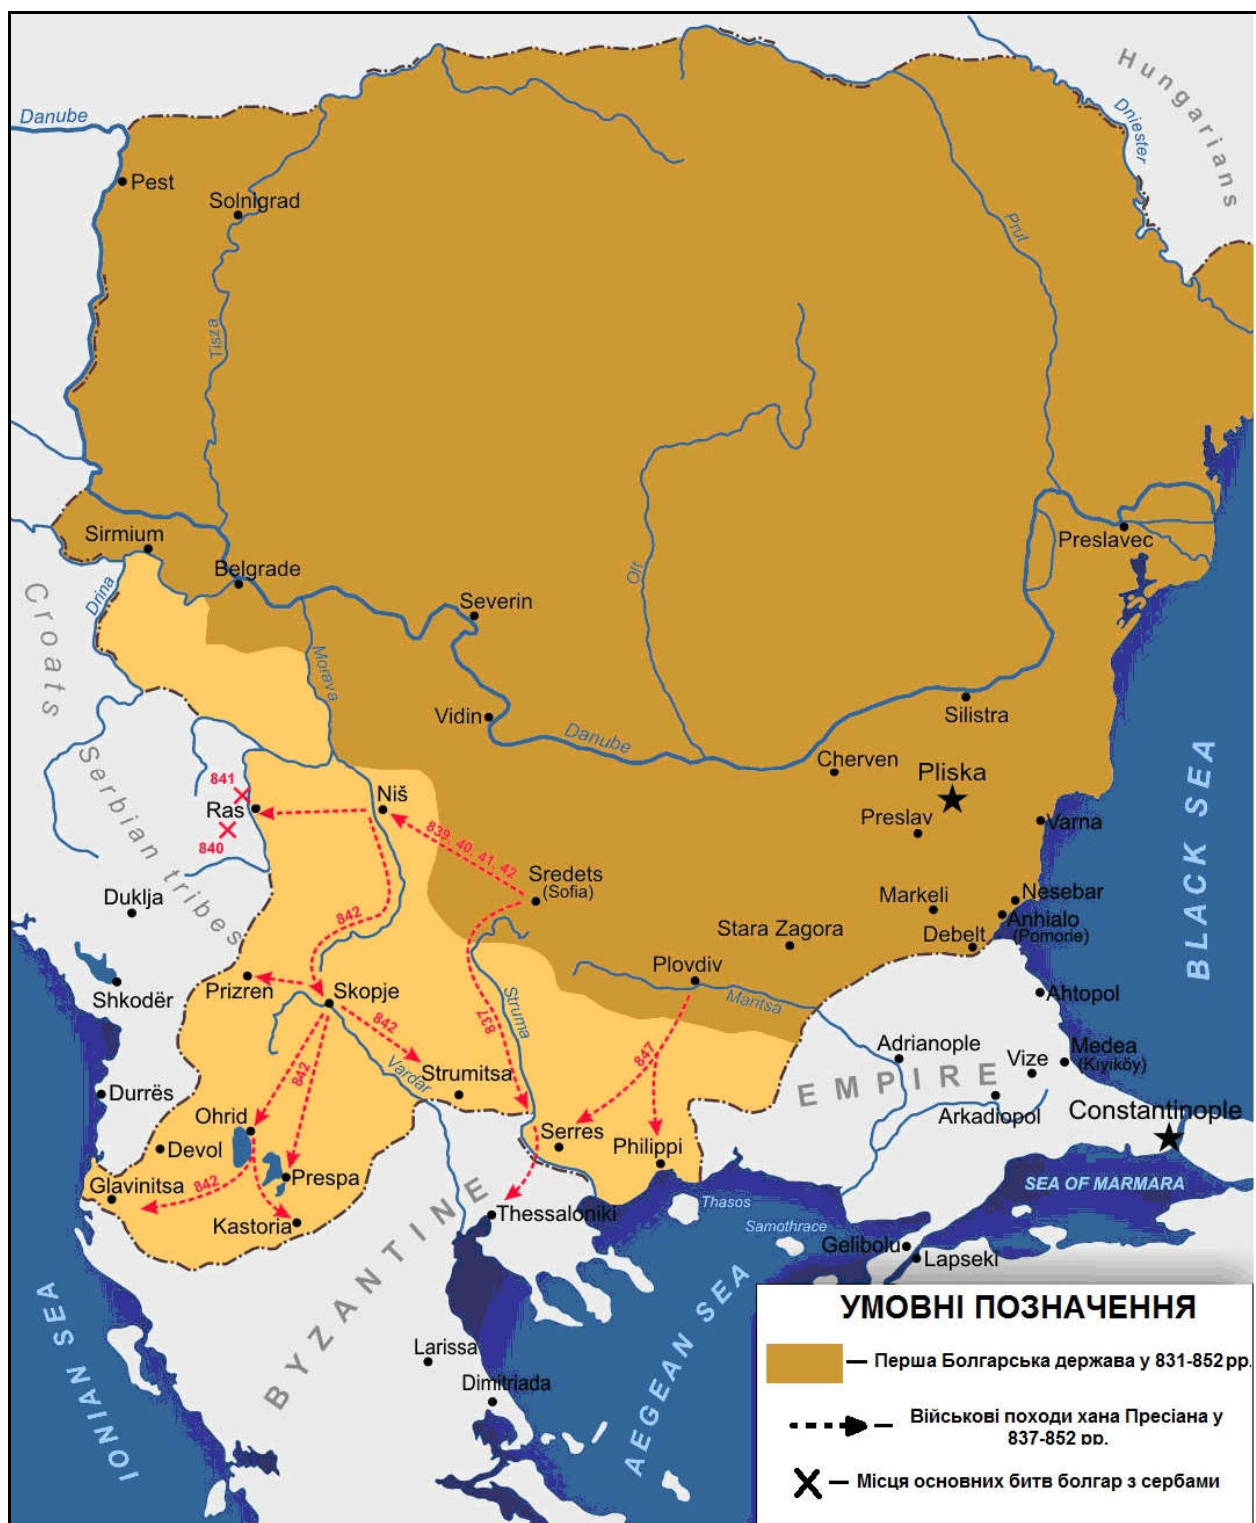 Hungarians
Danube
Dniester
Pest
Solnigrad
Prut
Tisza
Sirmium
Preslavec
Belgrade
Drina
Olt
Severin
Croats
Morava
Silistra
Vidin
Danube
Cherven
Pliska
BLACK SEA
Serbian tribes
841
Ras
840
Niš
839, 40, 41, 42
Preslav
Varna
Sredets
(Sofia)
Duklja
842
Markeli
Nesebar
Anhialo
(Pomorie)
Stara Zagora
Debelt
Plovdiv
Prizren
Skopje
Shkodër
Struma
Maritsa
Ahtopol
837
842
847
Adrianople
Medea
(Kıyıköy)
Vize
Vardar
Strumitsa
842
EMPIRE
Durrës
Arkadiopol
Constantinople
Ohrid
Devol
Serres
Philippi
Prespa
Glavinitsa
842
SEA OF MARMARA
Kastoria
Thessaloniki
Thasos
Samothrace
Gelibolu
Lapseki
BYZANTINE
IONIAN SEA
AEGEAN SEA
Larissa
Dimitriada
УМОВНІ ПОЗНАЧЕННЯ
— Перша Болгарська держава у 831-852 рр.
— Військові походи хана Пресіана у
837-852 рр.
— Місця основних битв болгар з сербами